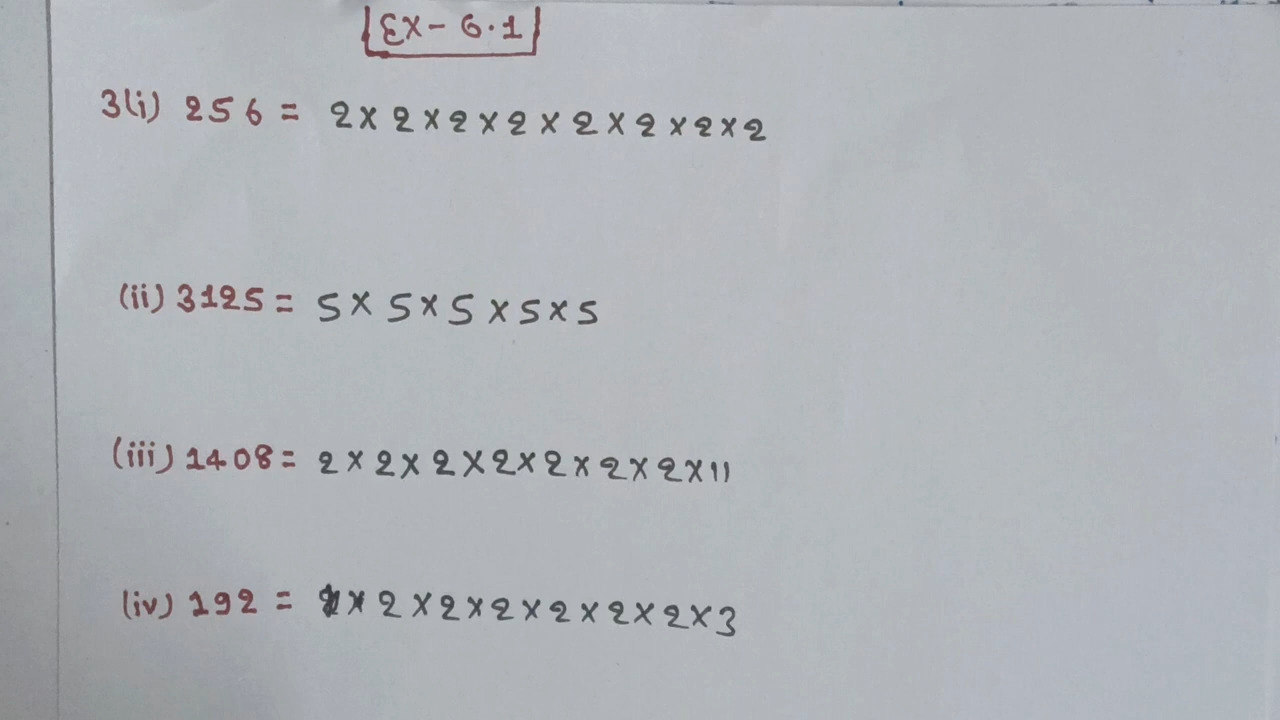 Ex - 6.1
3(i) 256 = 2 × 2 × 2 × 2 × 2 × 2 × 2 × 2
(ii) 3125 = 5 × 5 × 5 × 5 × 5
(iii) 1408 = 2 × 2 × 2 × 2 × 2 × 2 × 2 × 11
(iv) 192 = × 2 × 2 × 2 × 2 × 2 × 2 × 3